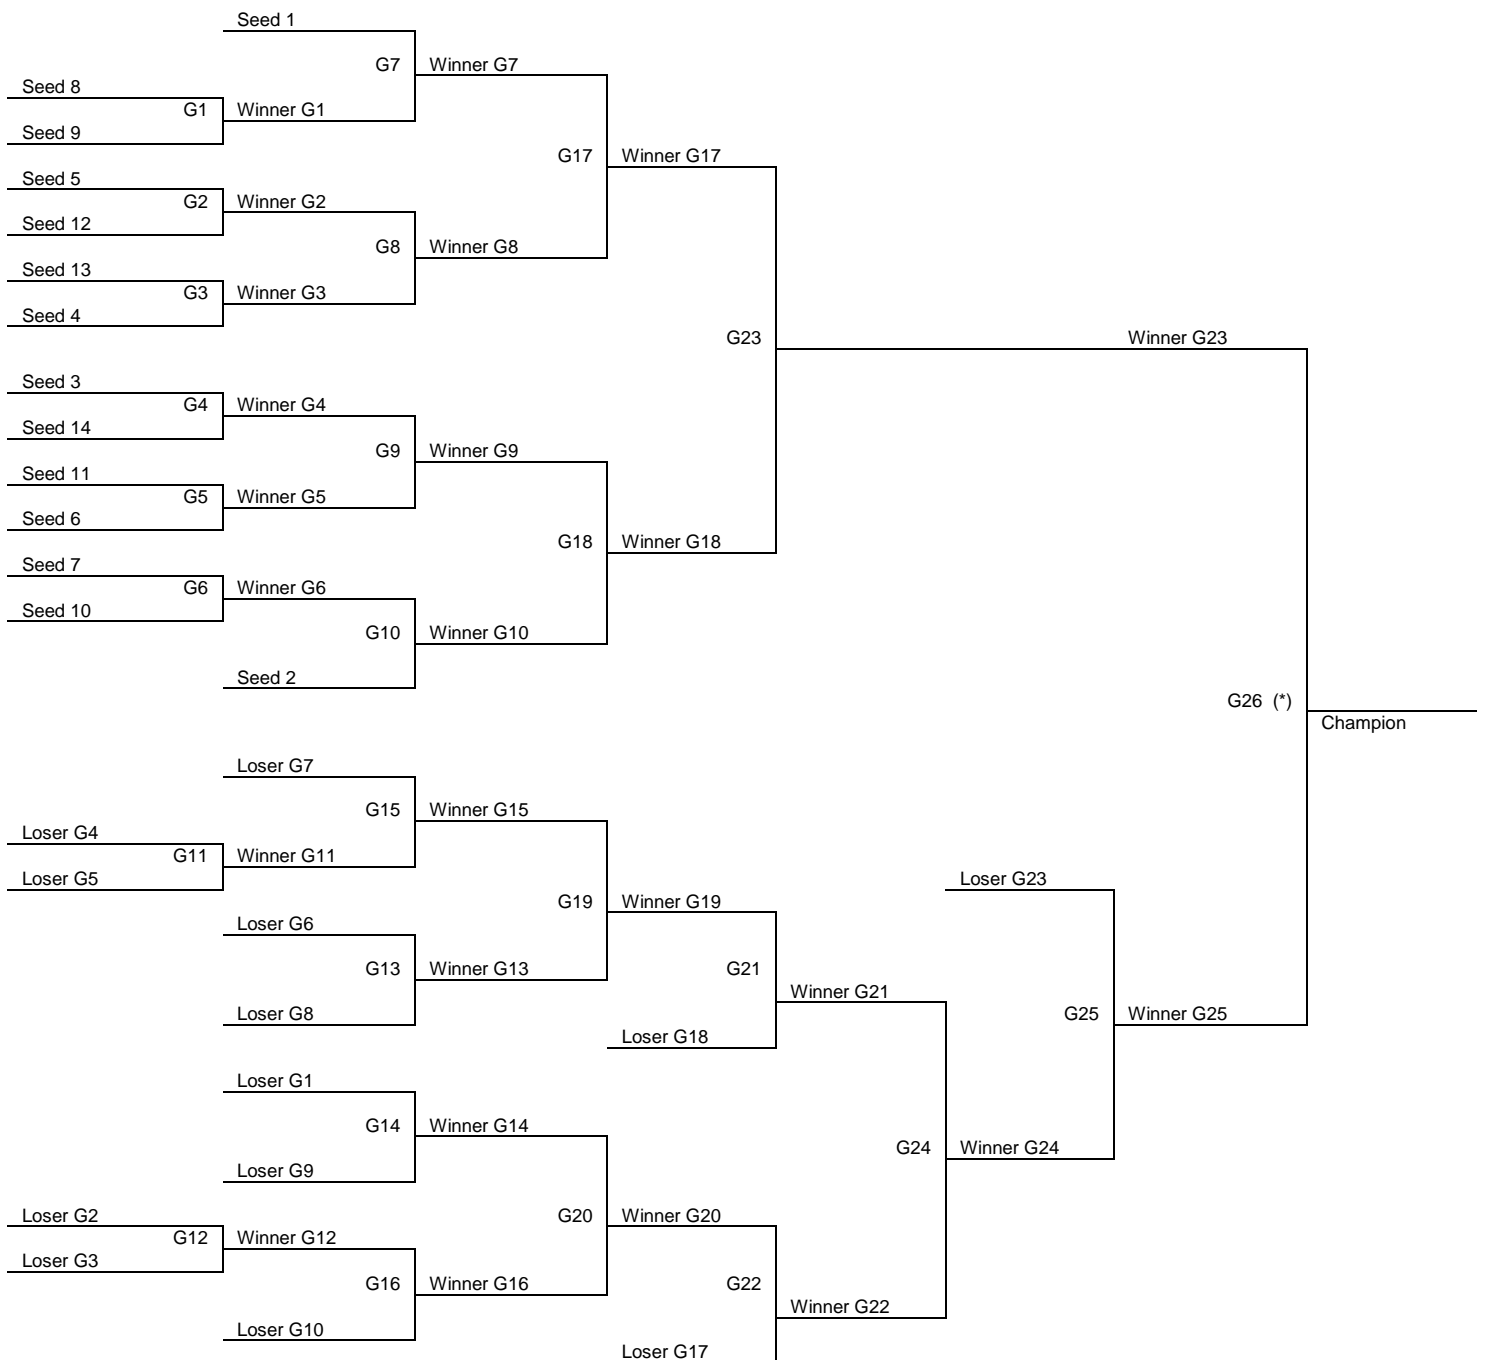 Seed 1
G7 Winner G7
Seed 8
G1 Winner G1
Seed 9
G17 Winner G17
Seed 5
G2 Winner G2
Seed 12
G8 Winner G8
Seed 13
G3 Winner G3
Seed 4
G23 Winner G23
Seed 3
G4 Winner G4
Seed 14
G9 Winner G9
Seed 11
G5 Winner G5
Seed 6
G18 Winner G18
Seed 7
G6 Winner G6
Seed 10
G10 Winner G10
Seed 2
G26 (*)
Champion
Loser G7
G15 Winner G15
Loser G4
G11 Winner G11
Loser G5
Loser G23
G19 Winner G19
Loser G6
G13 Winner G13
G21
Winner G21
Loser G8
G25 Winner G25
Loser G18
Loser G1
G14 Winner G14
G24 Winner G24
Loser G9
Loser G2
G20 Winner G20
G12 Winner G12
Loser G3
G16 Winner G16
G22
Winner G22
Loser G10
Loser G17